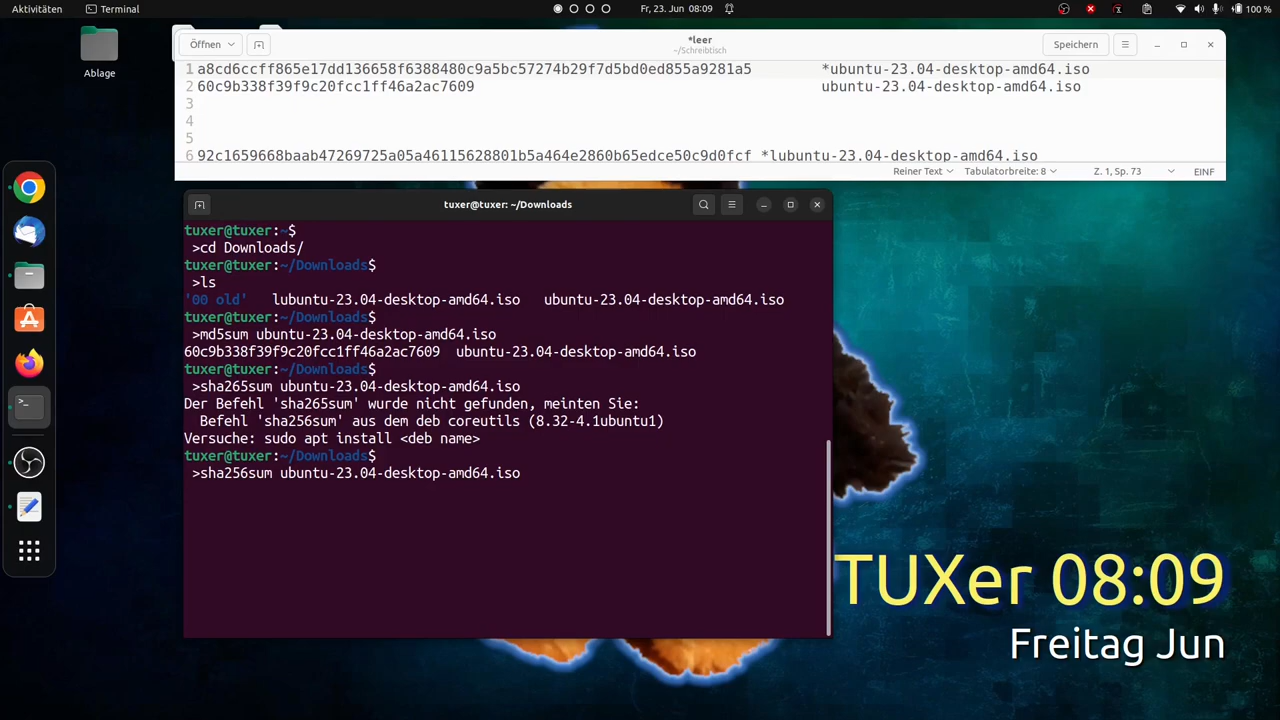 Aktivitäten Terminal Fr, 23. Jun 08:09 100 %
Ablage
Öffnen *leer Speichern
~/Schreibtisch
1 a8cd6ccff865e17dd136658f6388480c9a5bc57274b29f7d5bd0ed855a9281a5 *ubuntu-23.04-desktop-amd64.iso
2 60c9b338f39f9c20fcc1ff46a2ac7609 ubuntu-23.04-desktop-amd64.iso
3
4
5
6 92c1659668baab47269725a05a46115628801b5a464e2860b65edce50c9d0fcf *lubuntu-23.04-desktop-amd64.iso
Reiner Text Tabulatorbreite: 8 Z. 1, Sp. 73 EINF
tuxer@tuxer: ~/Downloads
tuxer@tuxer:~$
>cd Downloads/
tuxer@tuxer:~/Downloads$
>ls
'00 old' lubuntu-23.04-desktop-amd64.iso ubuntu-23.04-desktop-amd64.iso
tuxer@tuxer:~/Downloads$
>md5sum ubuntu-23.04-desktop-amd64.iso
60c9b338f39f9c20fcc1ff46a2ac7609 ubuntu-23.04-desktop-amd64.iso
tuxer@tuxer:~/Downloads$
>sha265sum ubuntu-23.04-desktop-amd64.iso
Der Befehl 'sha265sum' wurde nicht gefunden, meinten Sie:
Befehl 'sha256sum' aus dem deb coreutils (8.32-4.1ubuntu1)
Versuche: sudo apt install <deb name>
tuxer@tuxer:~/Downloads$
>sha256sum ubuntu-23.04-desktop-amd64.iso
TUXer 08:09
Freitag Jun